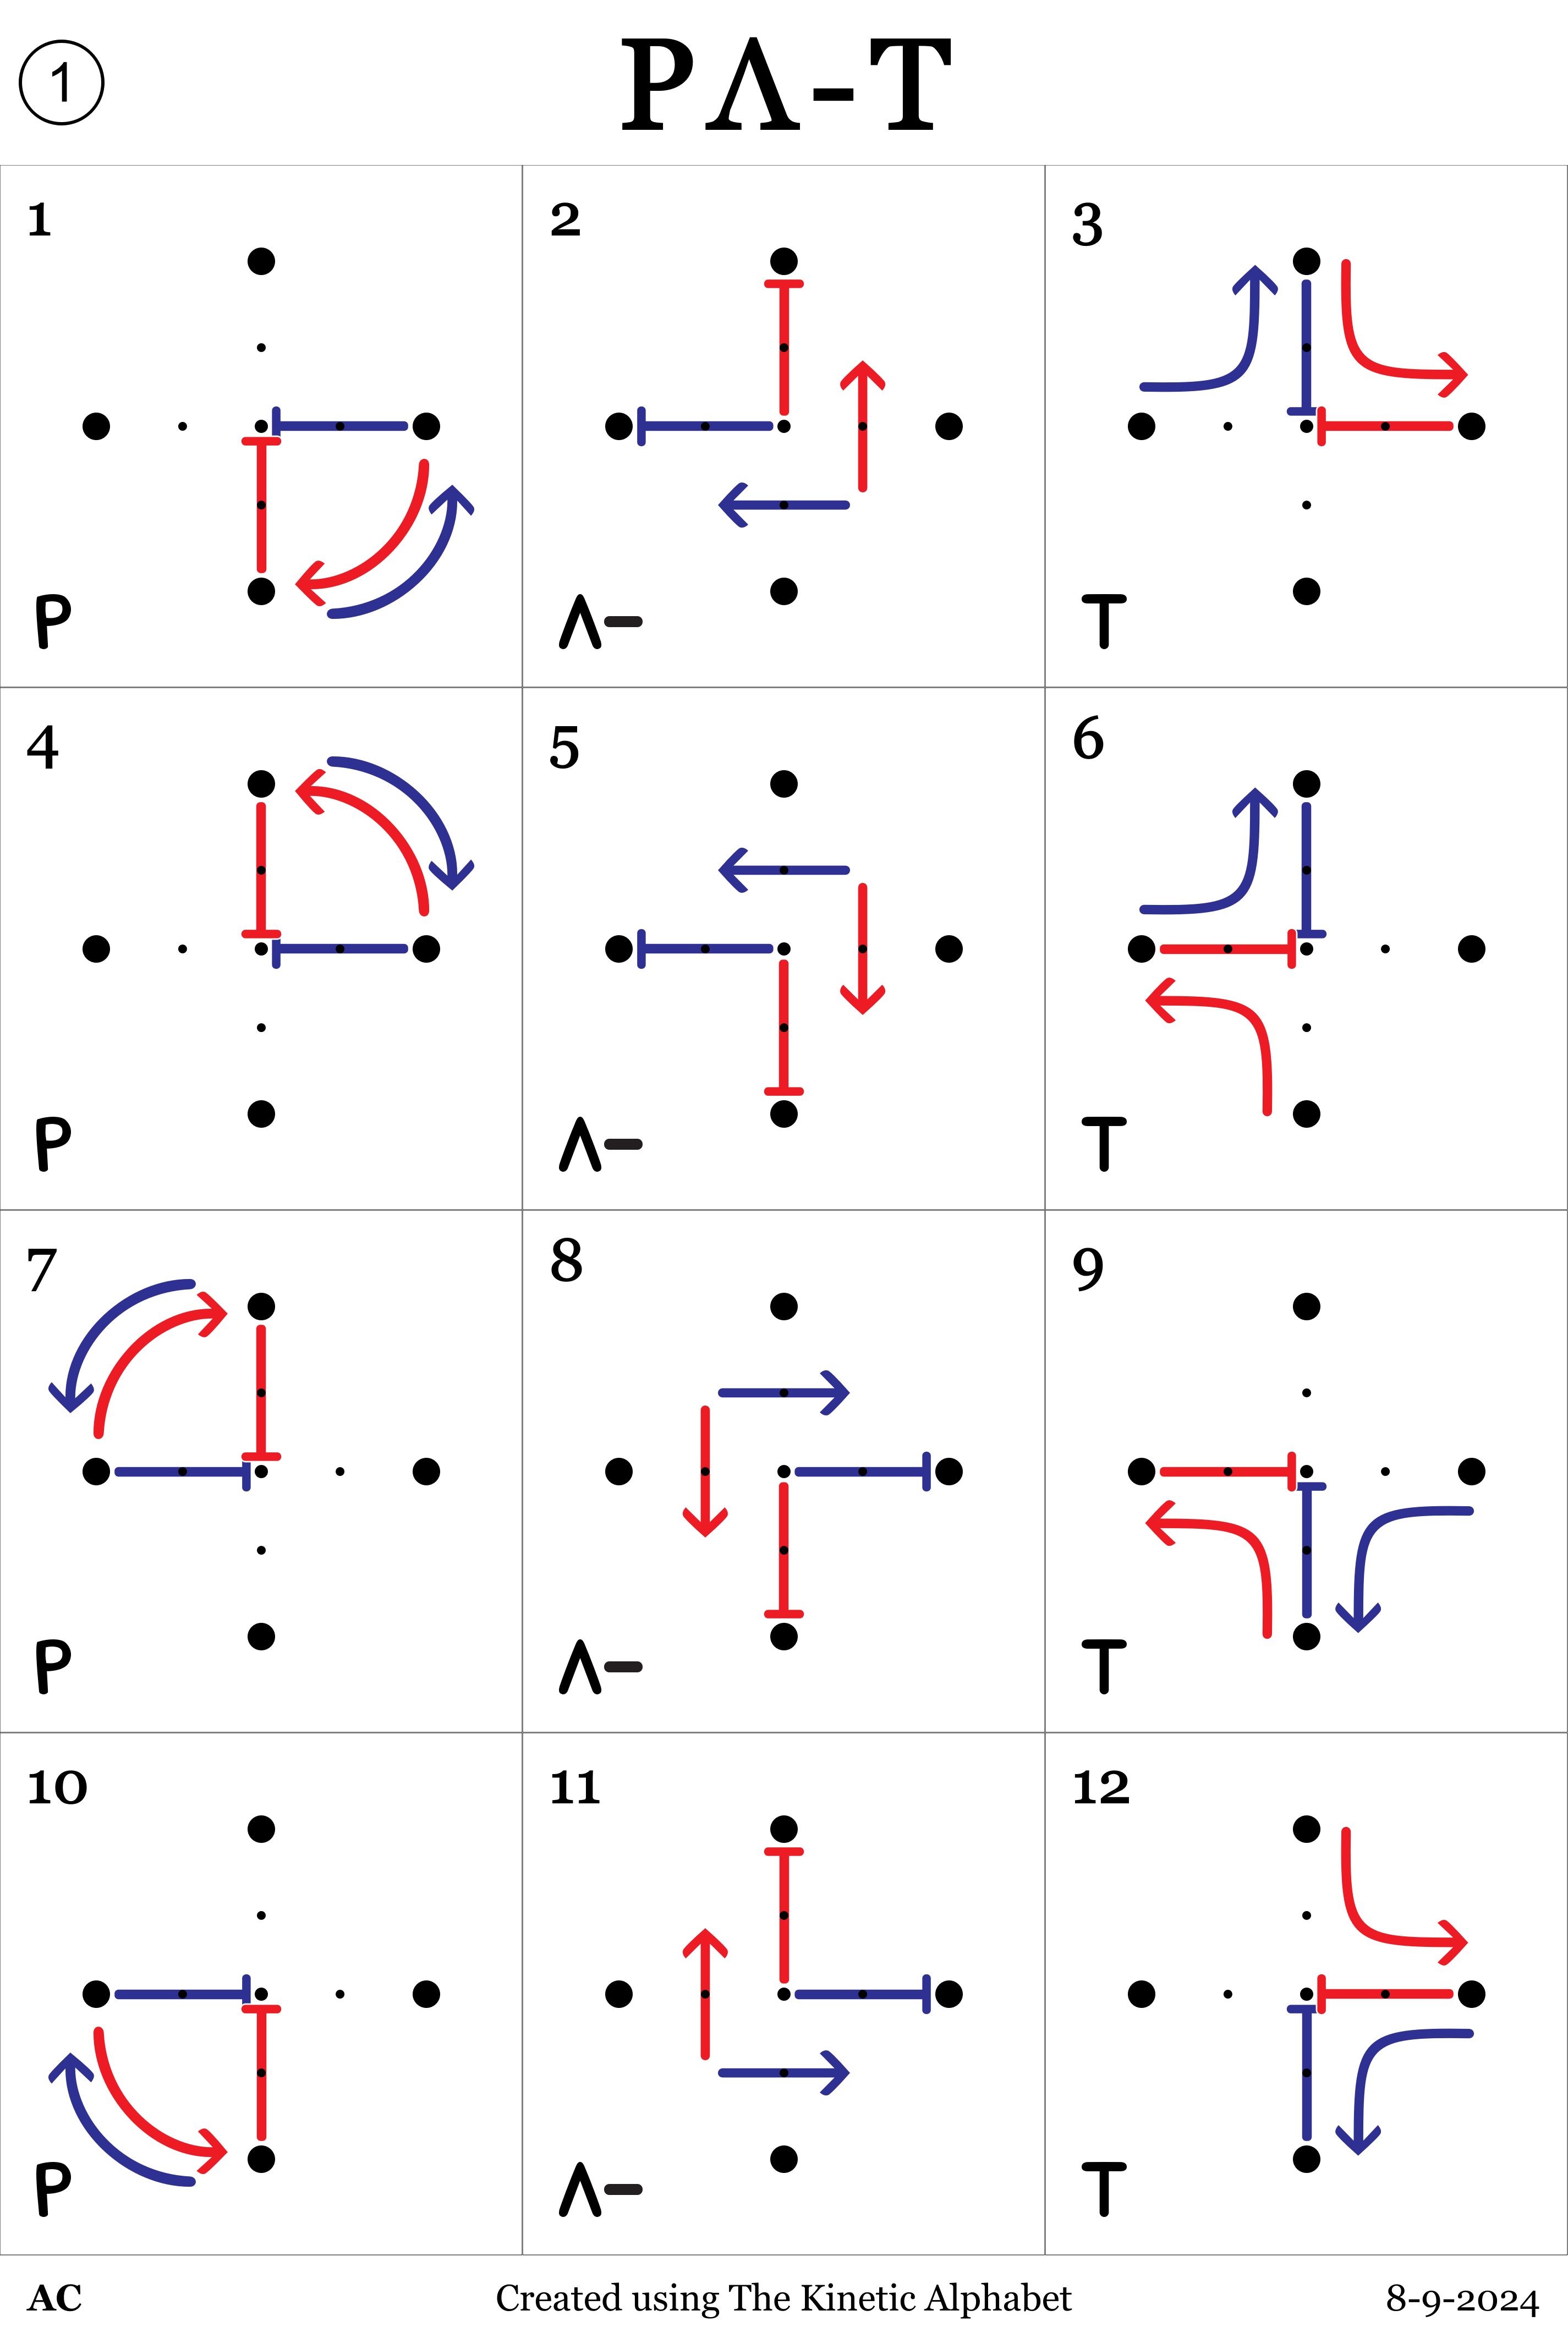 1
PΛ-T
1
2
3
P
Λ-
T
4
5
6
P
Λ-
T
7
8
9
P
Λ-
T
10
11
12
P
Λ-
T
AC
Created using The Kinetic Alphabet
8-9-2024